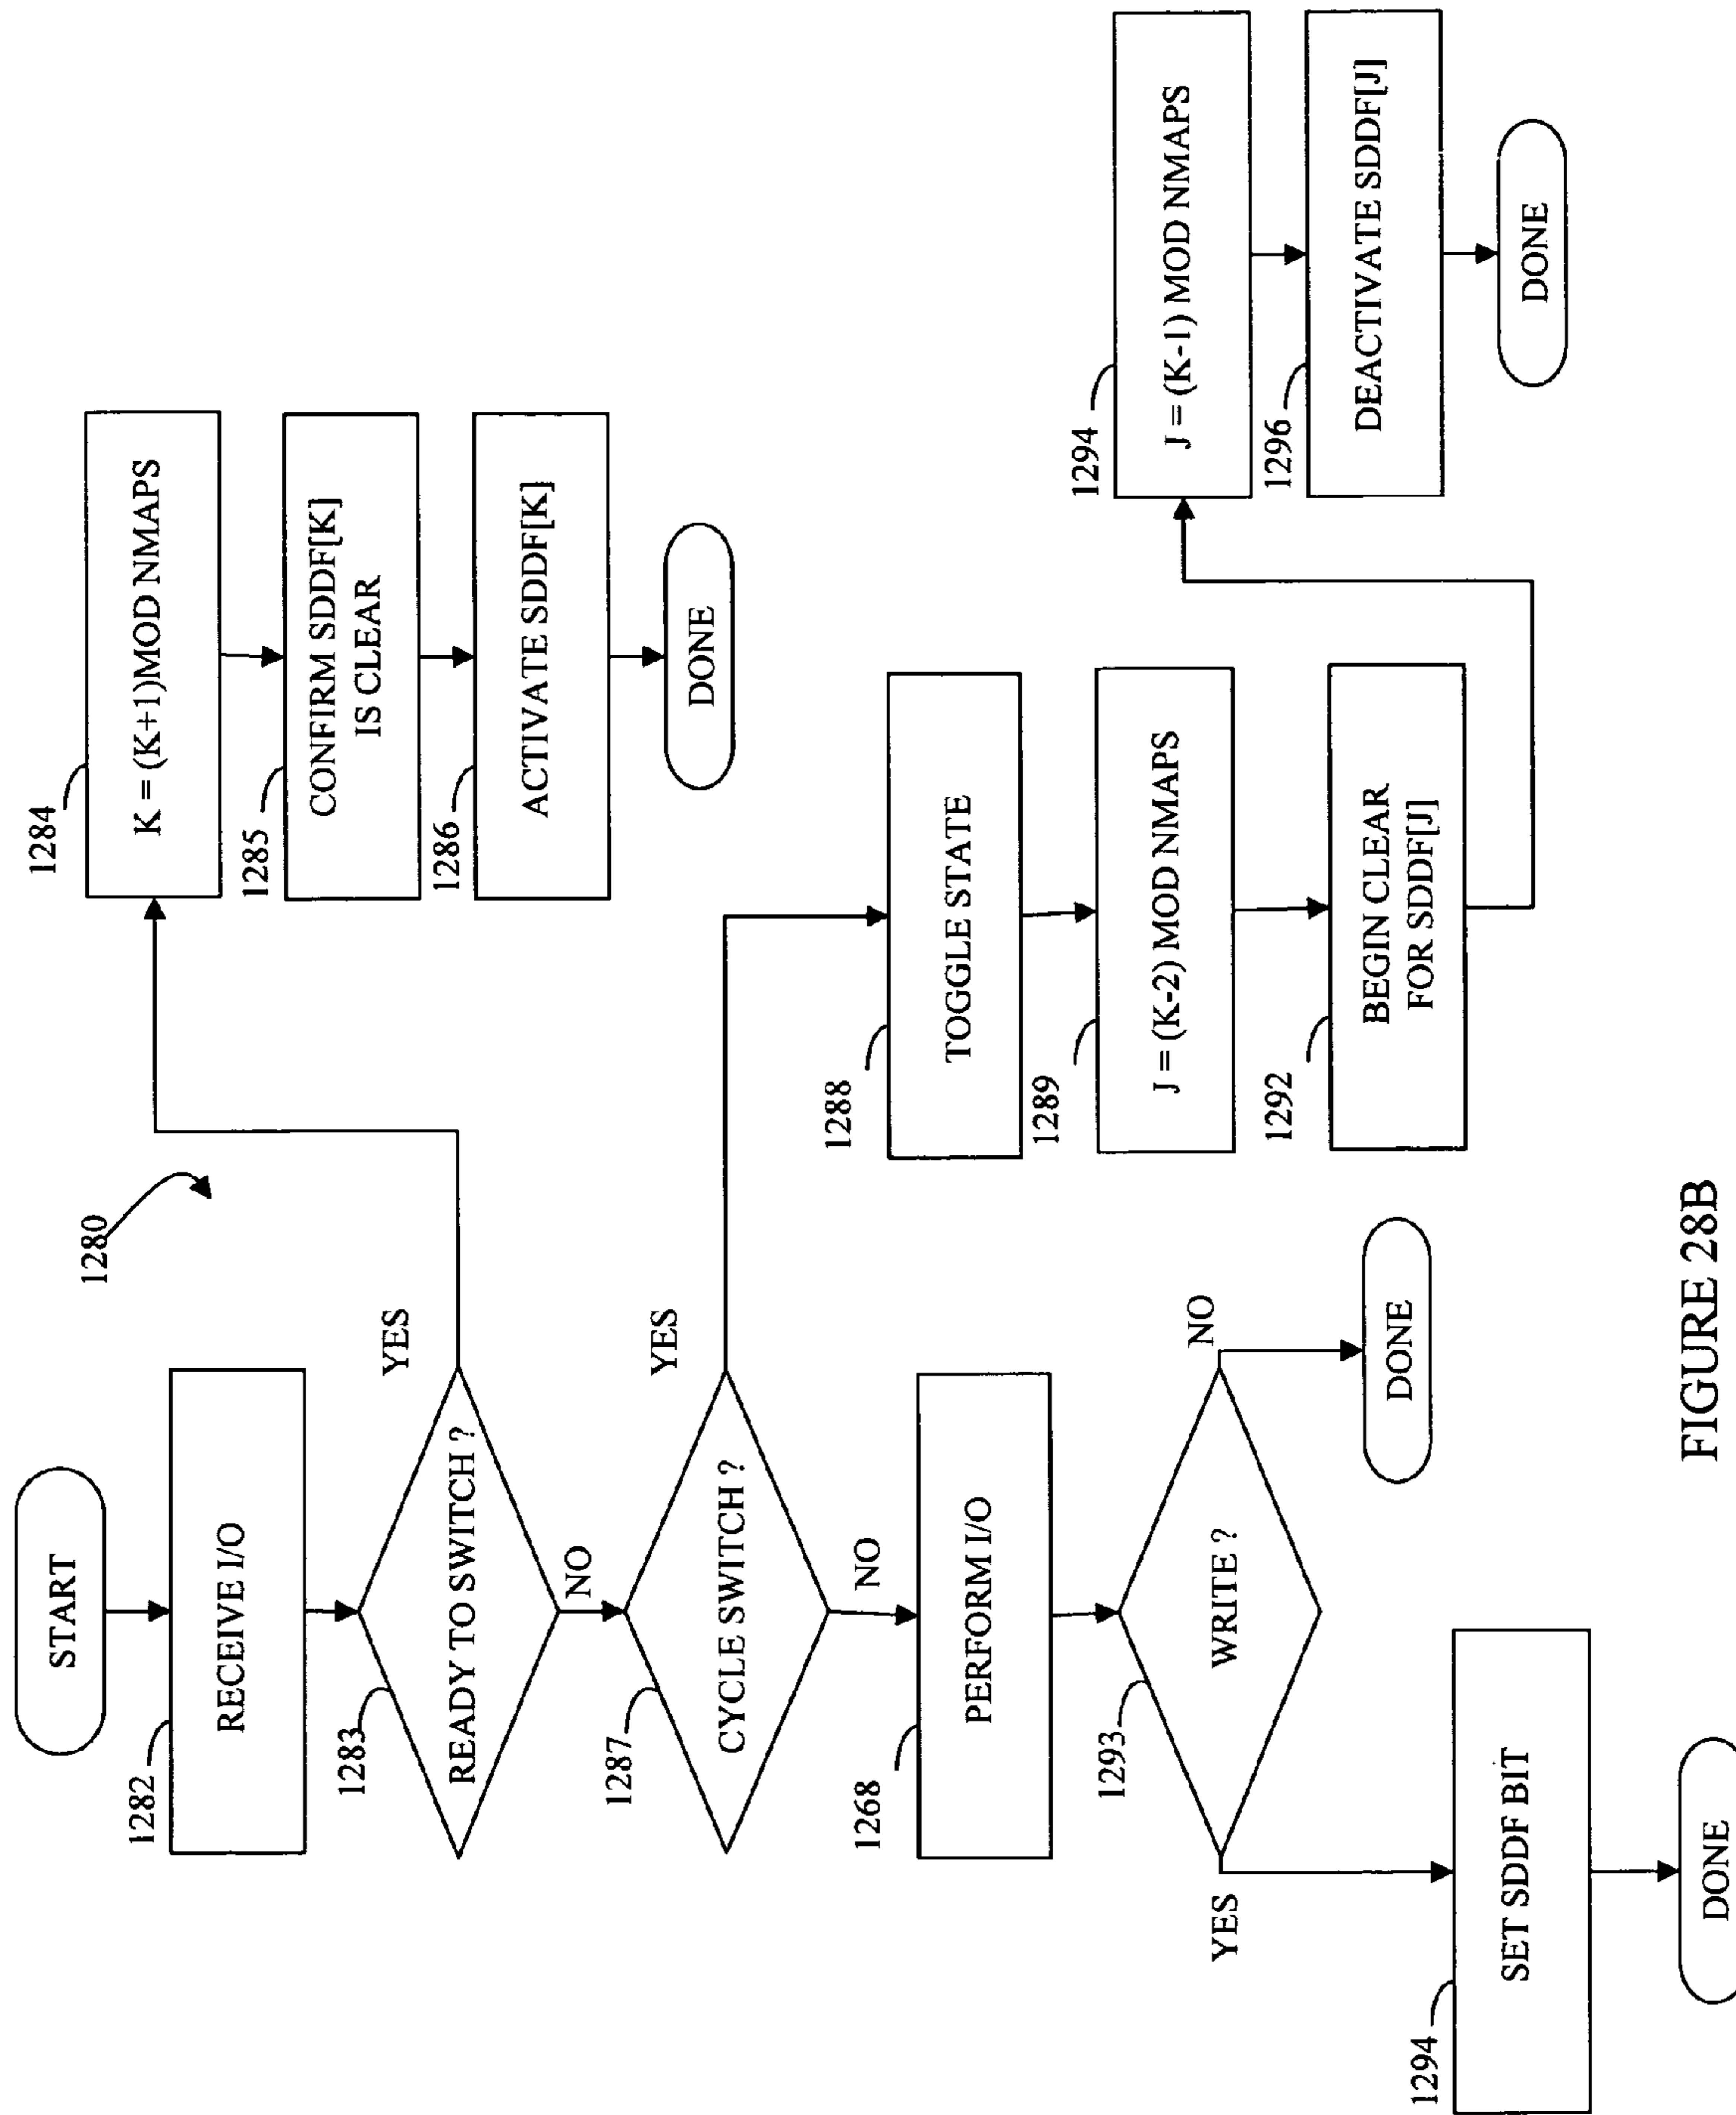 1280
START
1282
RECEIVE I/O
1283
READY TO SWITCH ?
YES
NO
1284
K = (K+1)MOD NMAPS
1285
CONFIRM SDDF[K]
IS CLEAR
1286
ACTIVATE SDDF[K]
DONE
1287
CYCLE SWITCH ?
YES
NO
1288
TOGGLE STATE
1289
J = (K-2) MOD NMAPS
1292
BEGIN CLEAR
FOR SDDF[J]
1294
J = (K-1) MOD NMAPS
1296
DEACTIVATE SDDF[J]
DONE
1268
PERFORM I/O
1293
WRITE ?
NO
DONE
YES
1294
SET SDDF BIT
DONE
FIGURE 28B